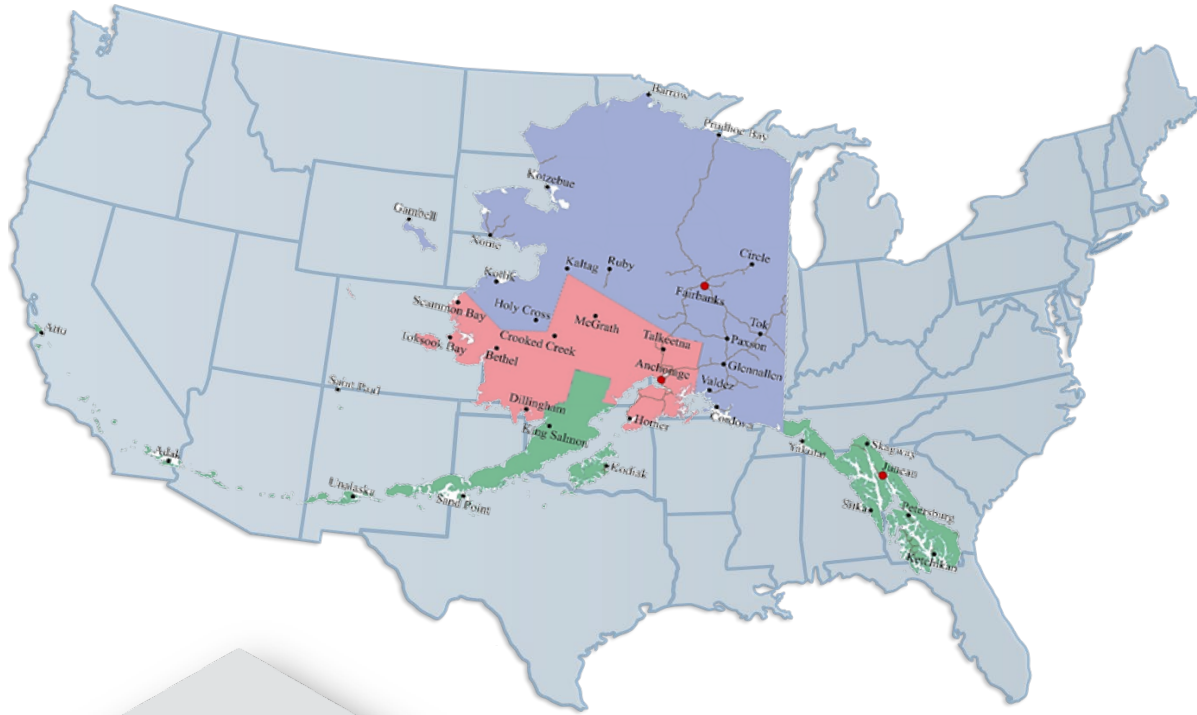 Barrow
Prudhoe Bay
Kotzebue
Gambell
Nome
Circle
Kaltag
Ruby
Kotlik
Fairbanks
Scammon Bay
Holy Cross
McGrath
Tok
Attu
Toksook Bay
Crooked Creek
Talkeetna
Paxson
Bethel
Glennallen
Anchorage
Saint Paul
Valdez
Dillingham
Cordova
Homer
King Salmon
Skagway
Adak
Yakutat
Kodiak
Juneau
Unalaska
Sand Point
Sitka
Petersburg
Ketchikan